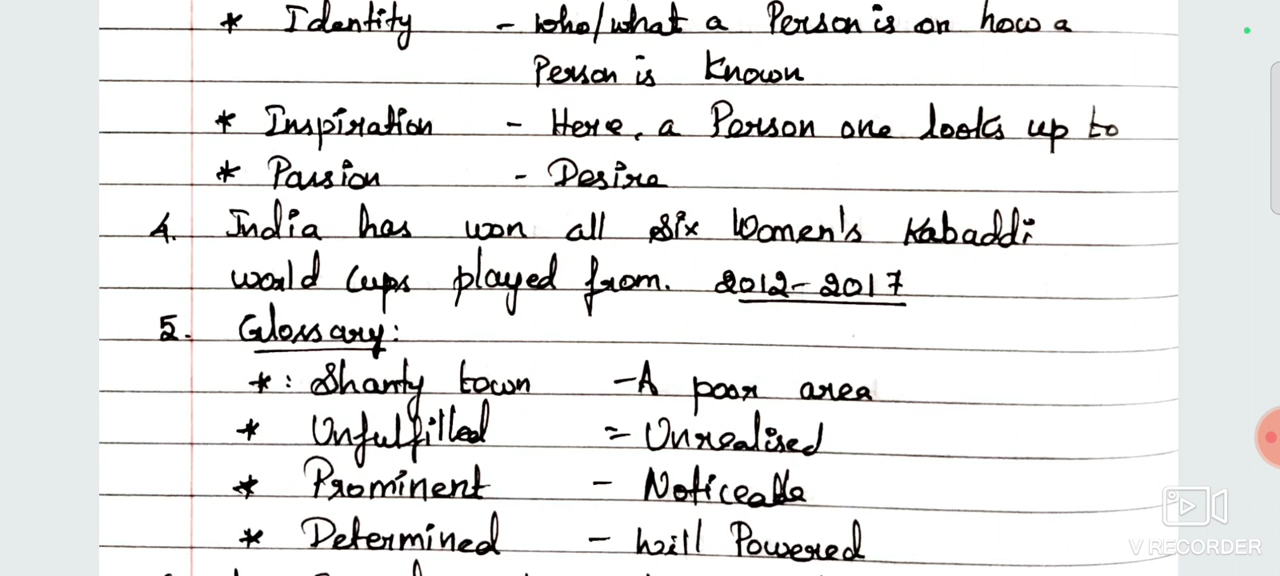 * Identity - who/what a Person is or how a
Person is Known
* Inspiration - Here, a Person one looks up to
* Passion - Desire
4. India has won all six Women's Kabaddi
world Cups played from. 2012-2017
5. Glossary:
* : Shanty town - A poor area
* Unfulfilled = Unrealised
* Prominent - Noticeable
* Determined - Will Powered
V RECORDER